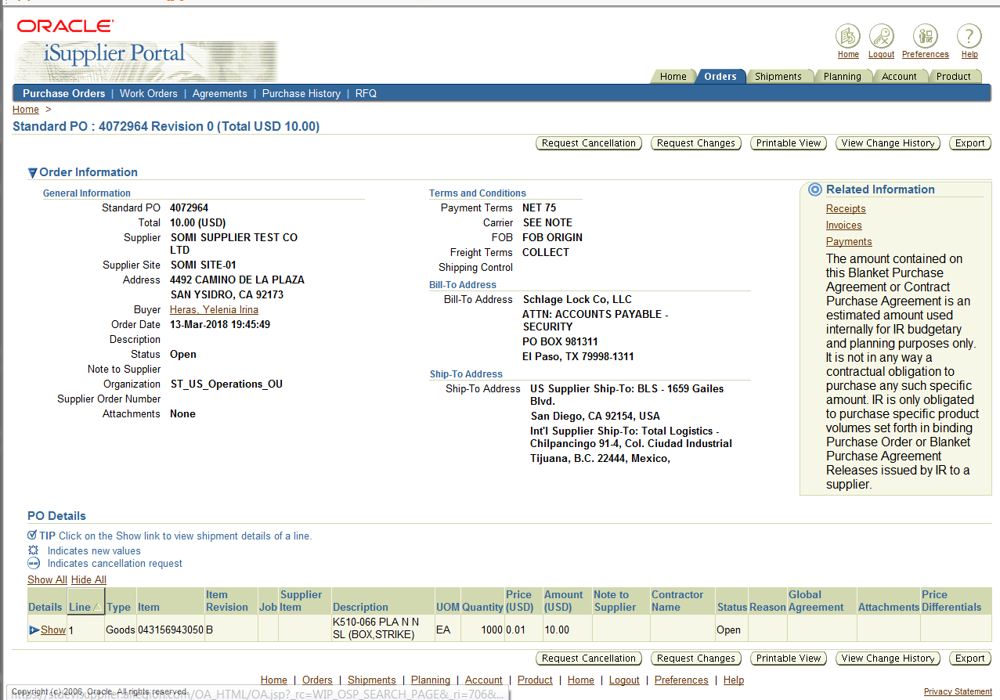 ORACLE
iSupplier Portal
Home Logout Preferences Help
Home Orders Shipments Planning Account Product
Purchase Orders | Work Orders | Agreements | Purchase History | RFQ
Home >
Standard PO : 4072964 Revision 0 (Total USD 10.00)
Request Cancellation Request Changes Printable View View Change History Export
Order Information
General Information
Standard PO 4072964
Total 10.00 (USD)
Supplier SOMI SUPPLIER TEST CO
LTD
Supplier Site SOMI SITE-01
Address 4492 CAMINO DE LA PLAZA
SAN YSIDRO, CA 92173
Buyer Heras, Yelenia Irina
Order Date 13-Mar-2018 19:45:49
Description
Status Open
Note to Supplier
Organization ST_US_Operations_OU
Supplier Order Number
Attachments None
Terms and Conditions
Payment Terms NET 75
Carrier SEE NOTE
FOB FOB ORIGIN
Freight Terms COLLECT
Shipping Control
Bill-To Address
Bill-To Address Schlage Lock Co, LLC
ATTN: ACCOUNTS PAYABLE -
SECURITY
PO BOX 981311
El Paso, TX 79998-1311
Ship-To Address
Ship-To Address US Supplier Ship-To: BLS - 1659 Gailes
Blvd.
San Diego, CA 92154, USA
Int'l Supplier Ship-To: Total Logistics -
Chilpancingo 91-4, Col. Ciudad Industrial
Tijuana, B.C. 22444, Mexico,
Related Information
Receipts
Invoices
Payments
The amount contained on
this Blanket Purchase
Agreement or Contract
Purchase Agreement is an
estimated amount used
internally for IR budgetary
and planning purposes only.
It is not in any way a
contractual obligation to
purchase any such specific
amount. IR is only obligated
to purchase specific product
volumes set forth in binding
Purchase Order or Blanket
Purchase Agreement
Releases issued by IR to a
supplier.
PO Details
TIP Click on the Show link to view shipment details of a line.
Indicates new values
Indicates cancellation request
Show All Hide All
Details Line Type Item Item Revision Job Supplier Item Description UOM Quantity Price (USD) Amount (USD) Note to Supplier Contractor Name Status Reason Global Agreement Attachments Price Differentials
Show 1 Goods 043156943050 B K510-066 PLA N N SL (BOX,STRIKE) EA 1000 0.01 10.00 Open
Request Cancellation Request Changes Printable View View Change History Export
Home | Orders | Shipments | Planning | Account | Product | Home | Logout | Preferences | Help
Copyright (c) 2006, Oracle. All rights reserved.
Privacy Statement